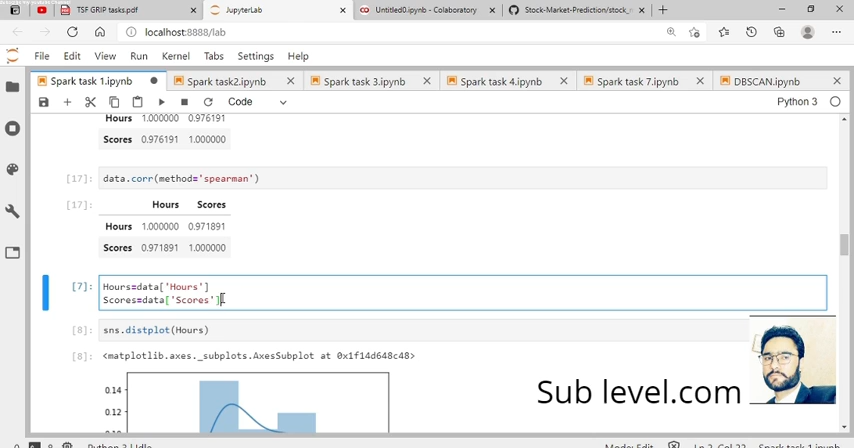 TSF GRIP tasks.pdf
JupyterLab
Untitled0.ipynb - Colaboratory
Stock-Market-Prediction/stock_
localhost:8888/lab
File Edit View Run Kernel Tabs Settings Help
Spark task 1.ipynb
Spark task2.ipynb
Spark task 3.ipynb
Spark task 4.ipynb
Spark task 7.ipynb
DBSCAN.ipynb
Code
Python 3
Hours 1.000000 0.976191
Scores 0.976191 1.000000
[17]: data.corr(method='spearman')
[17]: Hours Scores
Hours 1.000000 0.971891
Scores 0.971891 1.000000
[7]: Hours=data['Hours']
Scores=data['Scores']
[8]: sns.distplot(Hours)
[8]: <matplotlib.axes._subplots.AxesSubplot at 0x1f14d648c48>
0.14
0.12
Sub level.com
Python 3 | Idle
Mode: Edit
Ln 2, Col 22
Spark task 1.ipynb